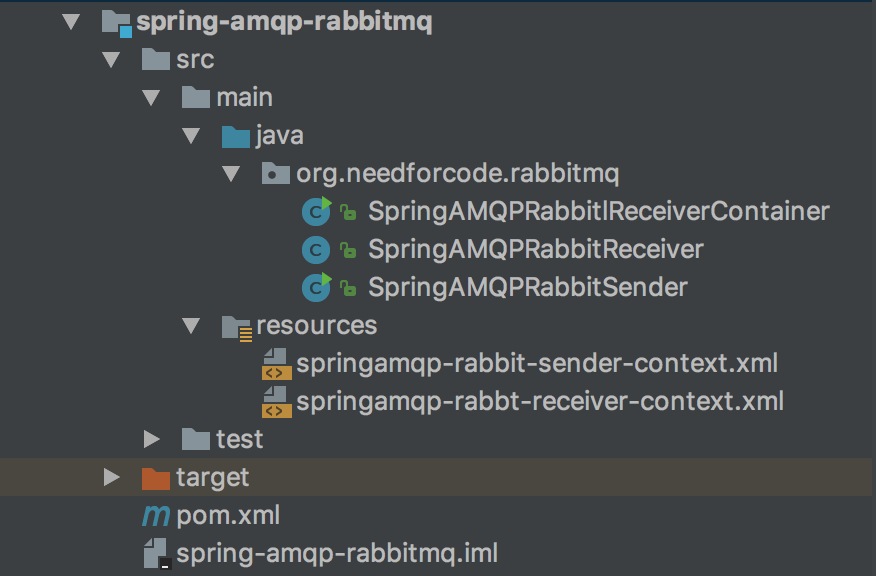 spring-amqp-rabbitmq
src
main
java
org.needforcode.rabbitmq
SpringAMQPRabbitlReceiverContainer
SpringAMQPRabbitReceiver
SpringAMQPRabbitSender
resources
springamqp-rabbit-sender-context.xml
springamqp-rabbt-receiver-context.xml
test
target
pom.xml
spring-amqp-rabbitmq.iml